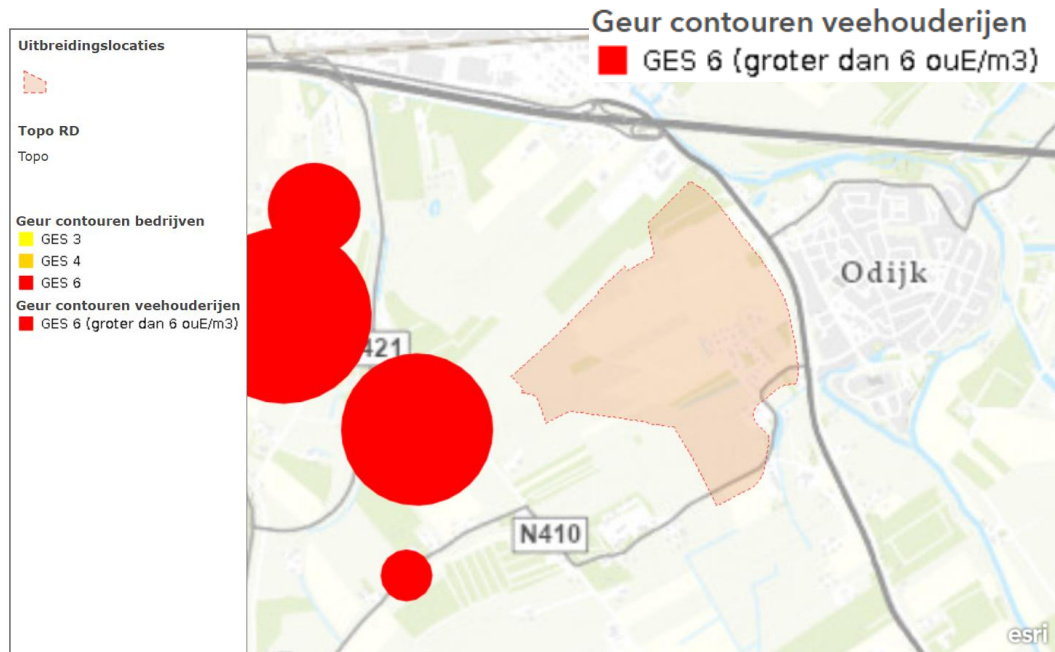 Geur contouren veehouderijen
GES 6 (groter dan 6 ouE/m3)
Uitbreidingslocaties
Topo RD
Topo
Geur contouren bedrijven
GES 3
GES 4
GES 6
Geur contouren veehouderijen
GES 6 (groter dan 6 ouE/m3)
Odijk
421
N410
esri